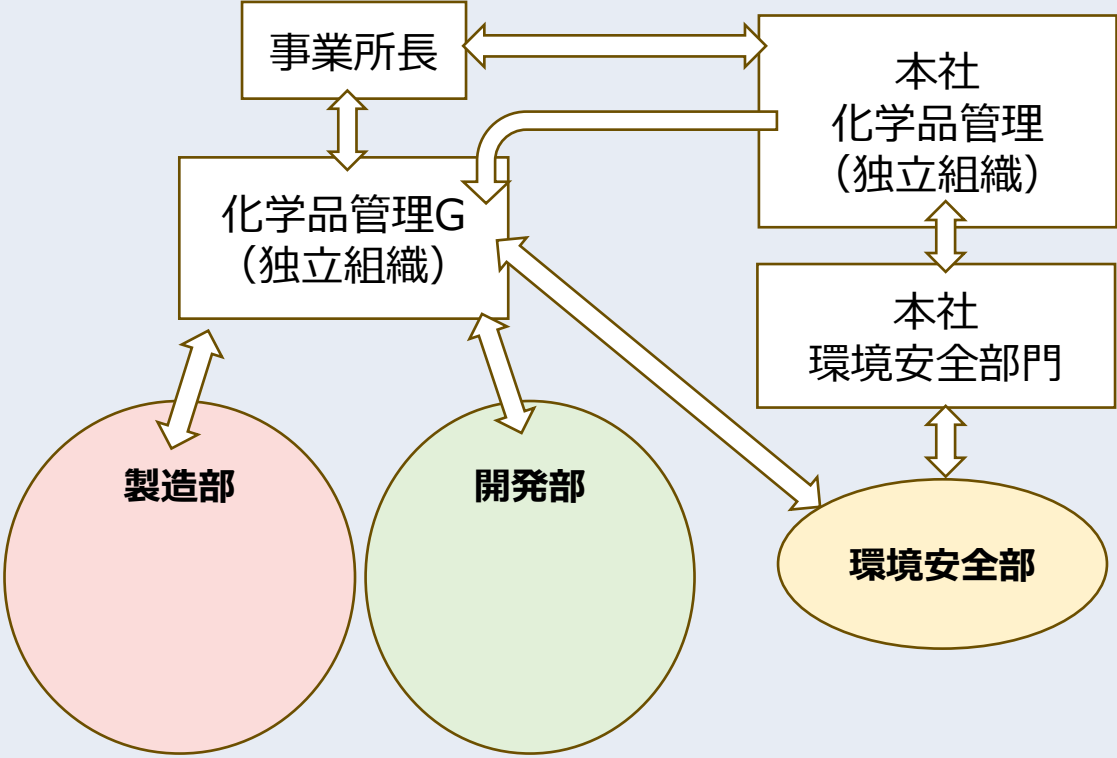 事業所長
本社
化学品管理
（独立組織）
化学品管理G
（独立組織）
本社
環境安全部門
製造部
開発部
環境安全部